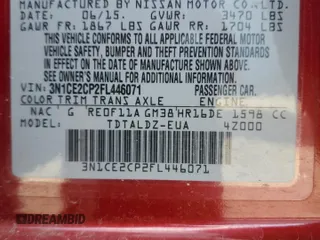 MANUFACTURED BY NISSAN MOTOR CO.,LTD.
06/15. GVWR: 3470 LBS
GAWR FR: 1867 LBS GAWR RR: 1704 LBS
THIS VEHICLE CONFORMS TO ALL APPLICABLE FEDERAL MOTOR
VEHICLE SAFETY, BUMPER AND THEFT PREVENTION STANDARDS
IN EFFECT ON THE DATE OF MANUFACTURE SHOWN ABOVE.
SEE OWNER'S MANUAL FOR ADDITIONAL INFORMATION.
VIN: 3N1CE2CP2FL446071 PASSENGER CAR.
COLOR TRIM TRANS AXLE ENGINE
NAC G RE0F11A GM38 HR16DE 1598 CC
MODEL TDTALDZ-EUA 4Z000
3N1CE2CP2FL446071
DREAMBID